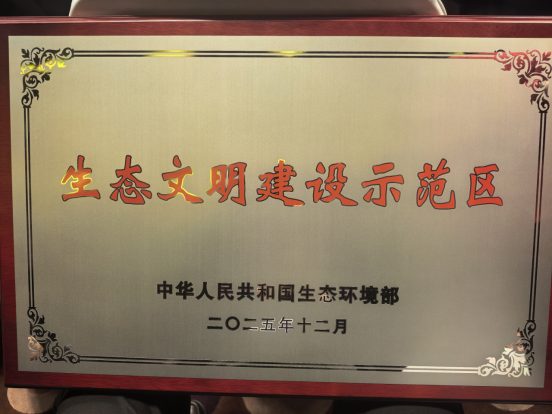 生态文明建设示范区
中华人民共和国生态环境部
二〇二五年十二月